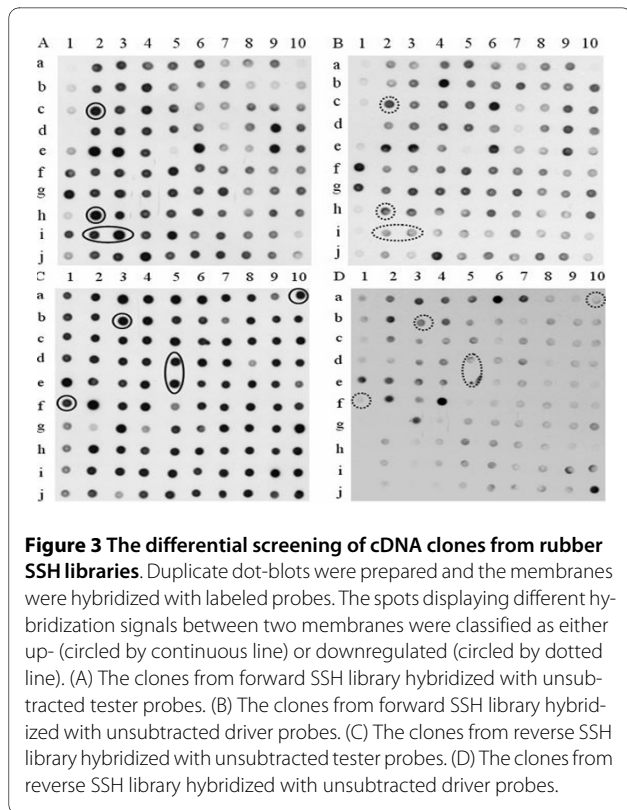 A 1 2 3 4 5 6 7 8 9 10
a
b
c
d
e
f
g
h
i
j
B 1 2 3 4 5 6 7 8 9 10
a
b
c
d
e
f
g
h
i
j
C 1 2 3 4 5 6 7 8 9 10
a
b
c
d
e
f
g
h
i
j
D 1 2 3 4 5 6 7 8 9 10
a
b
c
d
e
f
g
h
i
j
Figure 3 The differential screening of cDNA clones from rubber
SSH libraries. Duplicate dot-blots were prepared and the membranes
were hybridized with labeled probes. The spots displaying different hy-
bridization signals between two membranes were classified as either
up- (circled by continuous line) or downregulated (circled by dotted
line). (A) The clones from forward SSH library hybridized with unsub-
tracted tester probes. (B) The clones from forward SSH library hybrid-
ized with unsubtracted driver probes. (C) The clones from reverse SSH
library hybridized with unsubtracted tester probes. (D) The clones from
reverse SSH library hybridized with unsubtracted driver probes.